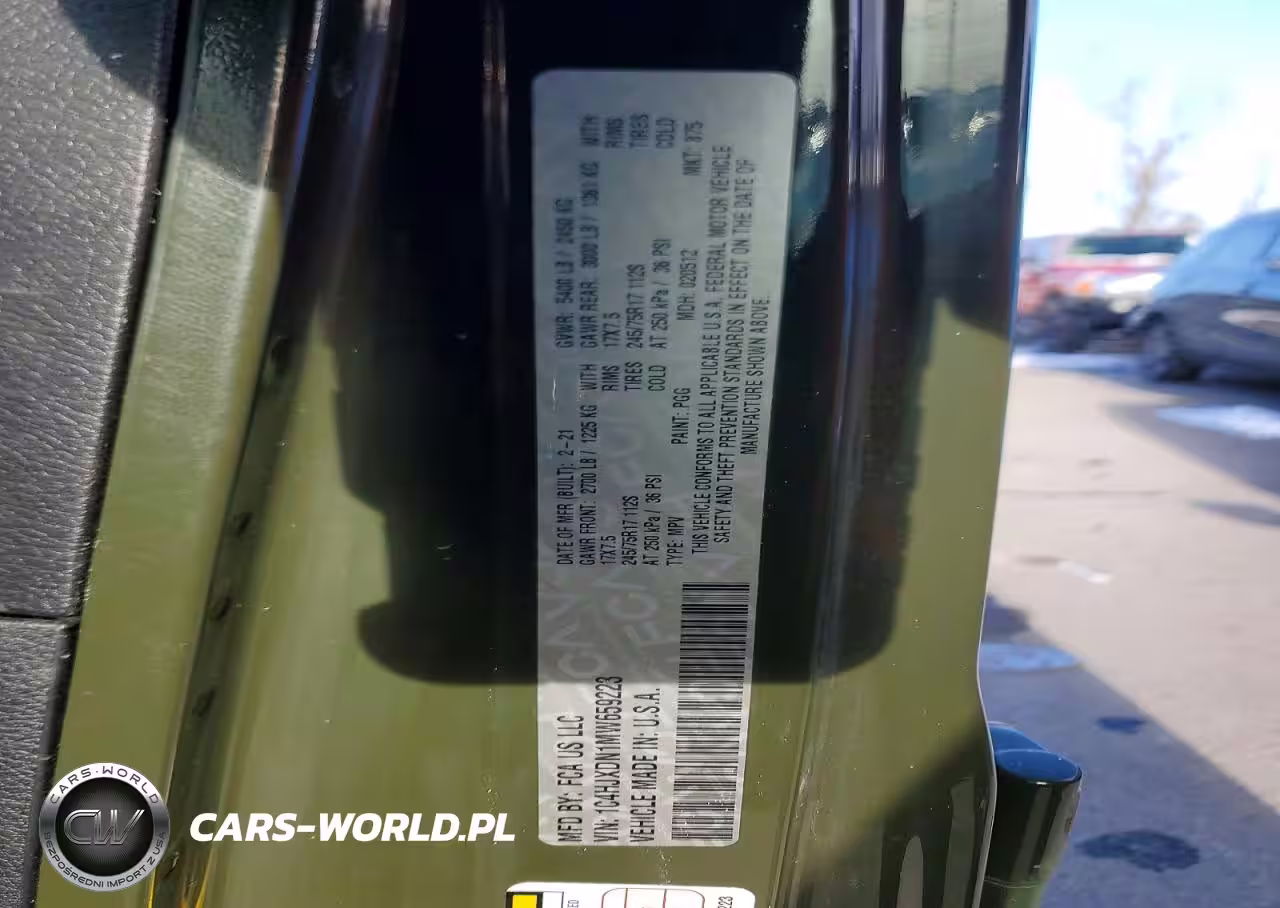 MFD BY: FCA US LLC
DATE OF MFR (BUILT): 2-21
GVWR: 5400 LB / 2450 KG
VIN: 1C4HJXDN1MW659223
GAWR FRONT: 2700 LB / 1225 KG WITH
GAWR REAR 3000 LB / 1361 KG WITH
VEHICLE MADE IN: U.S.A.
17X7.5 RIMS
17X7.5 RIMS
245/75R17 112S TIRES
245/75R17 112S TIRES
AT 250 kPa / 36 PSI COLD
AT 250 kPa / 36 PSI COLD
TYPE: MPV PAINT: PGG MDH: 020512 MKT: 875
THIS VEHICLE CONFORMS TO ALL APPLICABLE U.S.A. FEDERAL MOTOR VEHICLE
SAFETY AND THEFT PREVENTION STANDARDS IN EFFECT ON THE DATE OF
MANUFACTURE SHOWN ABOVE.
CARS-WORLD
CW
BEZPOŚREDNI IMPORT Z USA
CARS-WORLD.PL
223